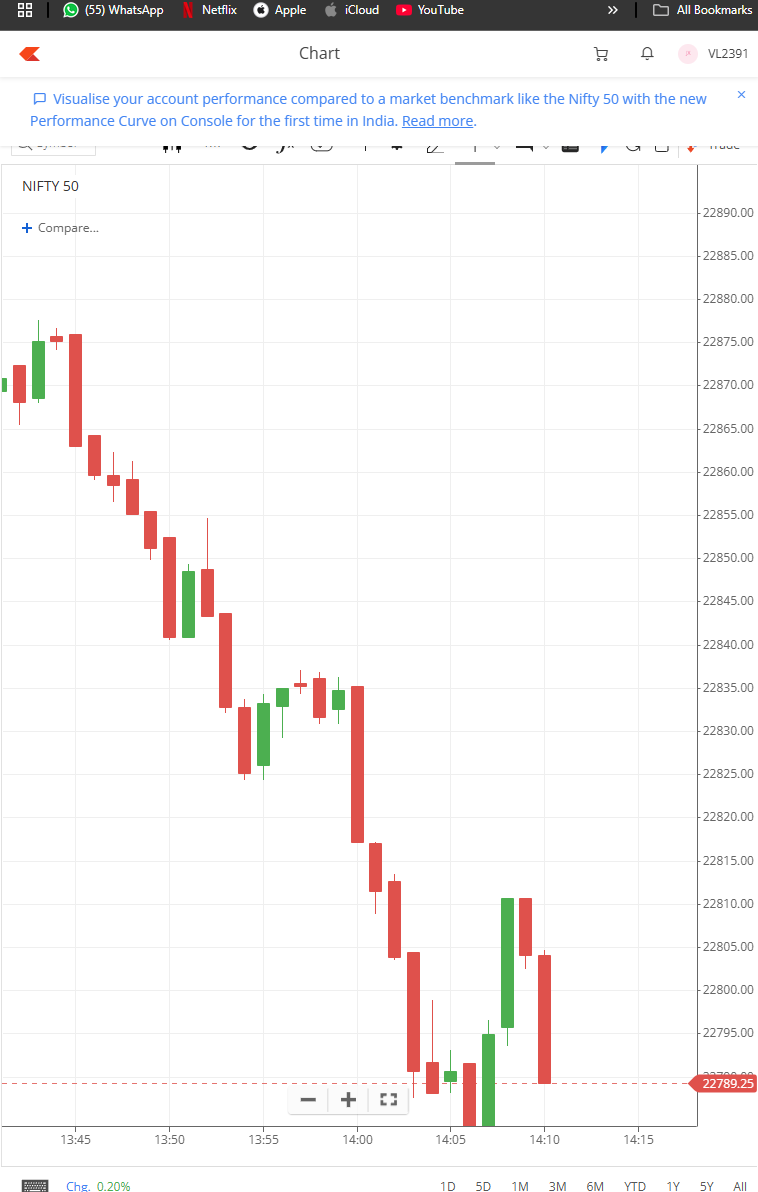 (55) WhatsApp Netflix Apple iCloud YouTube » All Bookmarks
Chart VL2391
Visualise your account performance compared to a market benchmark like the Nifty 50 with the new
Performance Curve on Console for the first time in India. Read more.
NIFTY 50
+ Compare...
22890.00
22885.00
22880.00
22875.00
22870.00
22865.00
22860.00
22855.00
22850.00
22845.00
22840.00
22835.00
22830.00
22825.00
22820.00
22815.00
22810.00
22805.00
22800.00
22795.00
22789.25
13:45 13:50 13:55 14:00 14:05 14:10 14:15
Chg. 0.20% 1D 5D 1M 3M 6M YTD 1Y 5Y All